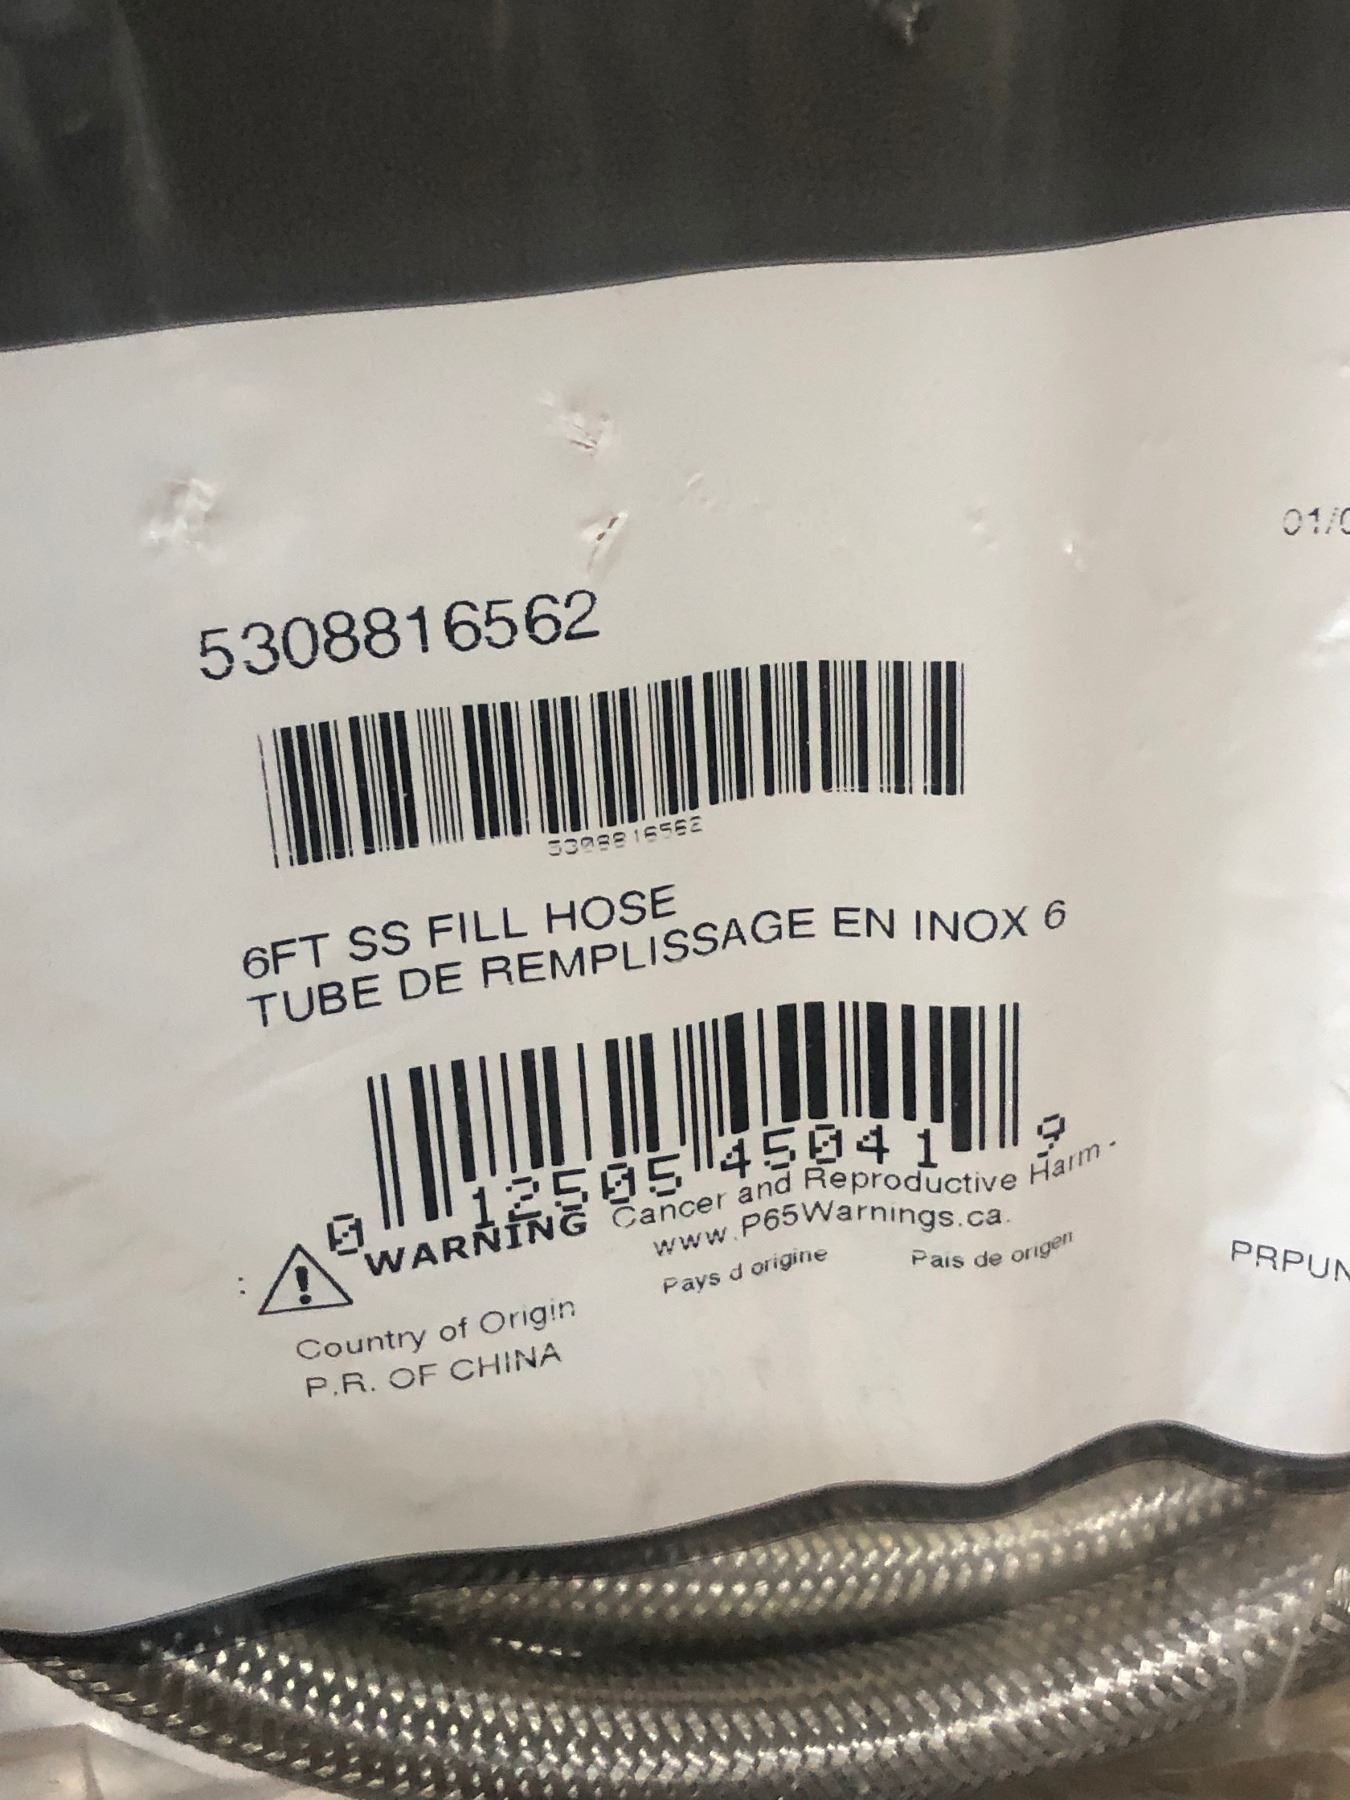 01/0
5308816562
5308816562
6FT SS FILL HOSE
TUBE DE REMPLISSAGE EN INOX 6
0 12505 45041 9
: WARNING Cancer and Reproductive Harm -
www.P65Warnings.ca.
Pays d origine Pais de origen
PRPUN
Country of Origin
P.R. OF CHINA